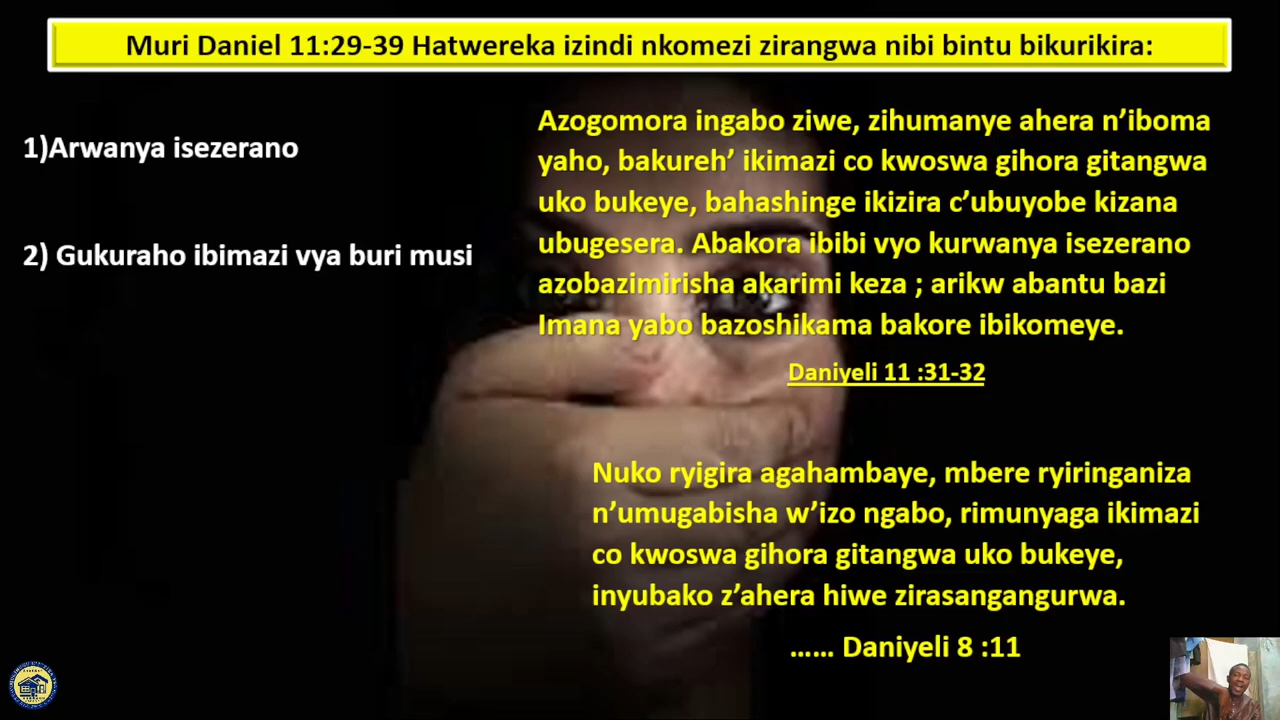 Muri Daniel 11:29-39 Hatwereka izindi nkomezi zirangwa nibi bintu bikurikira:
1)Arwanya isezerano
2) Gukuraho ibimazi vya buri musi
Azogomora ingabo ziwe, zihumanye ahera n’iboma
yaho, bakureh’ ikimazi co kwoswa gihora gitangwa
uko bukeye, bahashinge ikizira c’ubuyobe kizana
ubugesera. Abakora ibibi vyo kurwanya isezerano
azobazimirisha akarimi keza ; arikw abantu bazi
Imana yabo bazoshikama bakore ibikomeye.
Daniyeli 11 :31-32
Nuko ryigira agahambaye, mbere ryiringaniza
n’umugabisha w’izo ngabo, rimunyaga ikimazi
co kwoswa gihora gitangwa uko bukeye,
inyubako z’ahera hiwe zirasangangurwa.
...... Daniyeli 8 :11